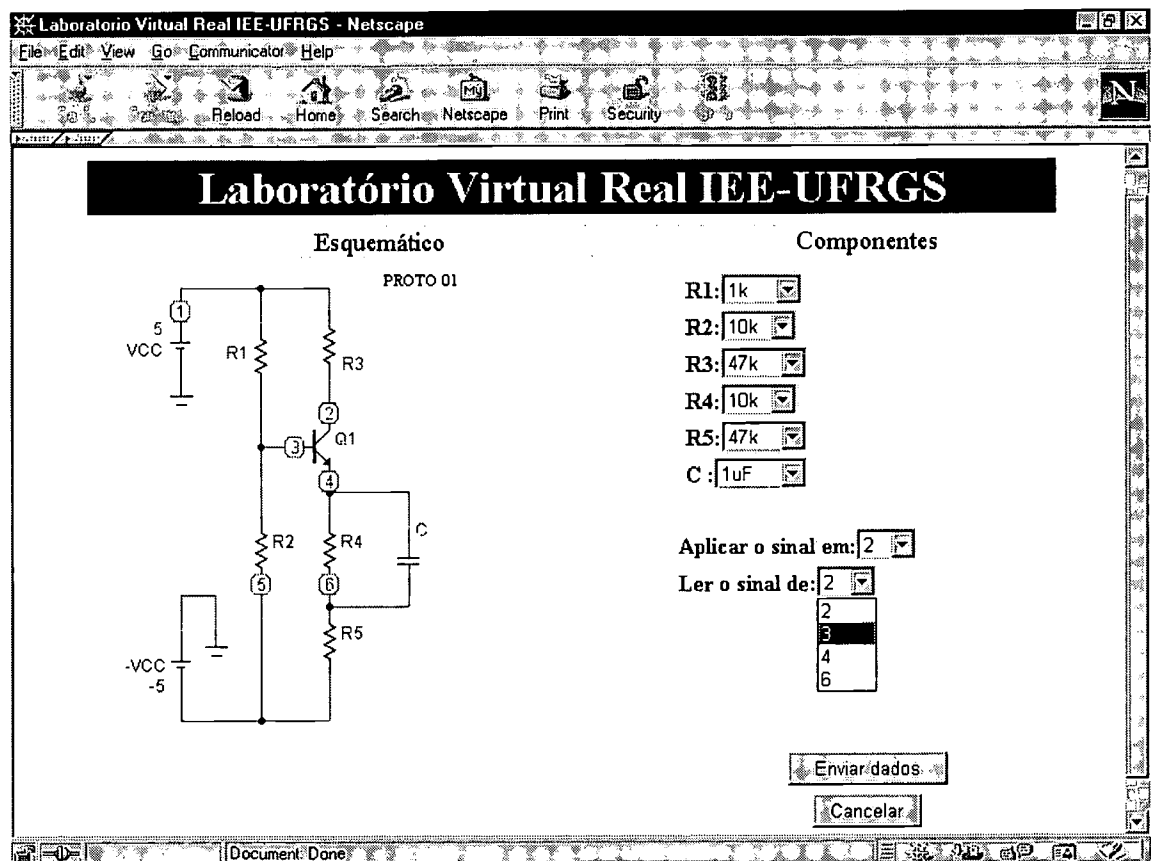 Laboratorio Virtual Real IEE-UFRGS - Netscape
File Edit View Go Communicator Help
Reload Home Search Netscape Print Security
Laboratório Virtual Real IEE-UFRGS
Esquemático
PROTO 01
1
5
VCC
R1
R3
2
3
Q1
4
R2
R4
C
5
6
R5
-VCC
-5
Componentes
R1: 1k
R2: 10k
R3: 47k
R4: 10k
R5: 47k
C : 1uF
Aplicar o sinal em: 2
Ler o sinal de: 2
2
3
4
6
Enviar dados
Cancelar
Document: Done